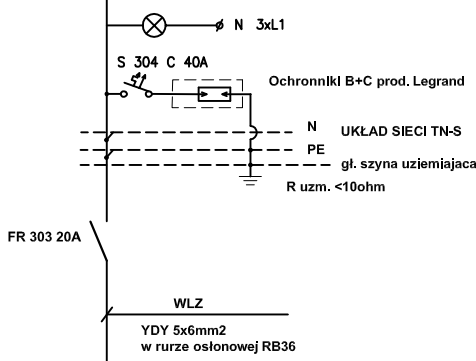 N 3xL1
S 304 C 40A
Ochronniki B+C prod. Legrand
N
UKŁAD SIECI TN-S
PE
gł. szyna uziemiajaca
R uzm. <10ohm
FR 303 20A
WLZ
YDY 5x6mm2
w rurze osłonowej RB36